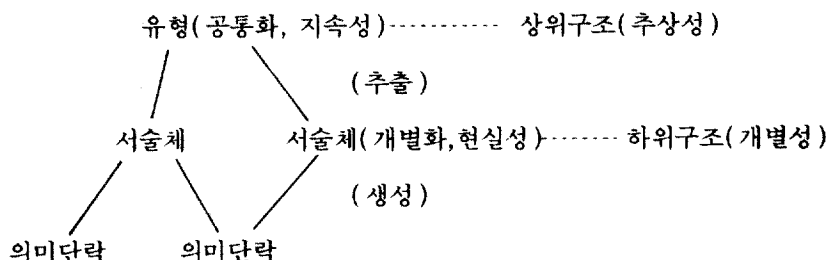 유형(공통화, 지속성)---------- 상위구조(추상성)
(추출)
서술체 서술체(개별화,현실성)------- 하위구조(개별성)
(생성)
의미단락 의미단락